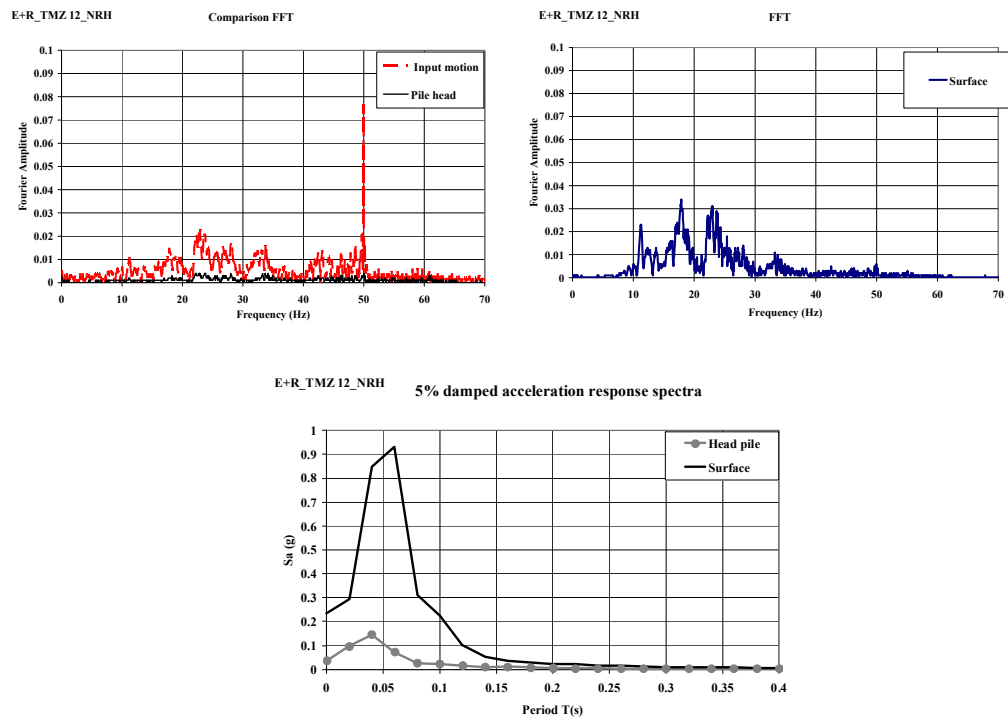 E+R_TMZ 12_NRH
Comparison FFT
0.1
0.09
0.08
0.07
0.06
0.05
0.04
0.03
0.02
0.01
0
Fourier Amplitude
Input motion
Pile head
0 10 20 30 40 50 60 70
Frequency (Hz)
E+R_TMZ 12_NRH
FFT
0.1
0.09
0.08
0.07
0.06
0.05
0.04
0.03
0.02
0.01
0
Fourier Amplitude
Surface
0 10 20 30 40 50 60 70
Frequency (Hz)
E+R_TMZ 12_NRH
5% damped acceleration response spectra
1
0.9
0.8
0.7
0.6
0.5
0.4
0.3
0.2
0.1
0
Sa (g)
Head pile
Surface
0 0.05 0.1 0.15 0.2 0.25 0.3 0.35 0.4
Period T(s)